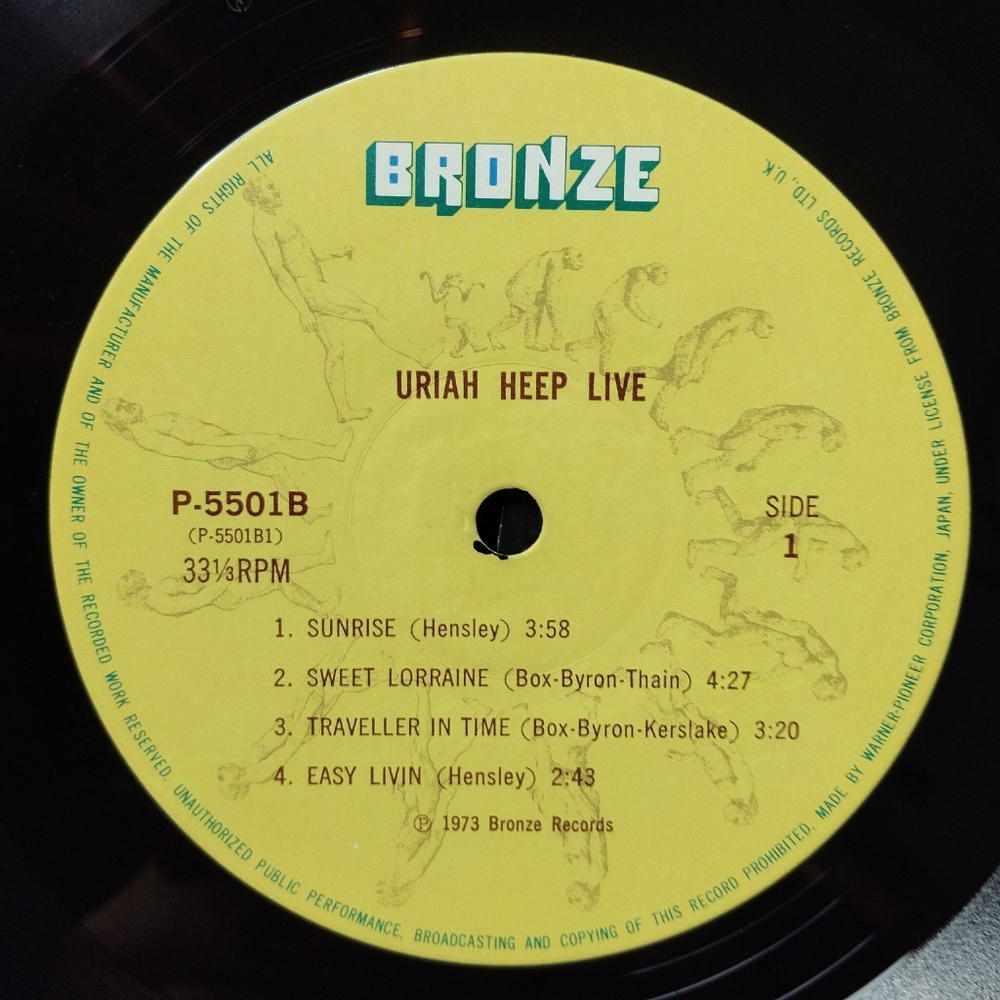 BRONZE
URIAH HEEP LIVE
P-5501B
(P-5501B1)
33⅓RPM
SIDE
1
1. SUNRISE (Hensley) 3:58
2. SWEET LORRAINE (Box-Byron-Thain) 4:27
3. TRAVELLER IN TIME (Box-Byron-Kerslake) 3:20
4. EASY LIVIN (Hensley) 2:43
℗ 1973 Bronze Records
ALL RIGHTS OF THE MANUFACTURER AND OF THE OWNER OF THE RECORDED WORK RESERVED. UNAUTHORIZED PUBLIC PERFORMANCE, BROADCASTING AND COPYING OF THIS RECORD PROHIBITED. MADE BY WARNER-PIONEER CORPORATION, JAPAN, UNDER LICENSE FROM BRONZE RECORDS LTD., U.K.